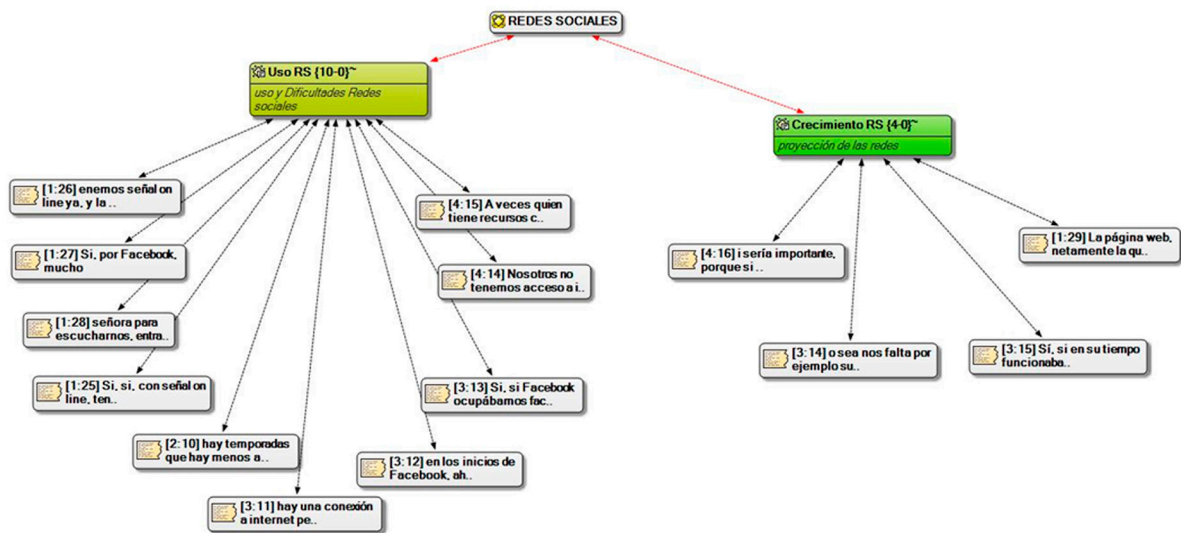 REDES SOCIALES
Uso RS {10-0}~
uso y Dificultades Redes
sociales
Crecimiento RS {4-0}~
proyección de las redes
[1:26] enemos señal on
line ya, y la ..
[1:27] Si, por Facebook,
mucho
[1:28] señora para
escucharnos, entra..
[1:25] Si, si, con señal on
line, ten..
[2:10] hay temporadas
que hay menos a..
[3:11] hay una conexión
a internet pe..
[3:12] en los inicios de
Facebook, ah..
[3:13] Si, si Facebook
ocupábamos fac..
[4:14] Nosotros no
tenemos acceso a i..
[4:15] A veces quien
tiene recursos c..
[4:16] i sería importante,
porque si ..
[3:14] o sea nos falta por
ejemplo su..
[3:15] Sí, si en su tiempo
funcionaba..
[1:29] La página web,
netamente la qu..